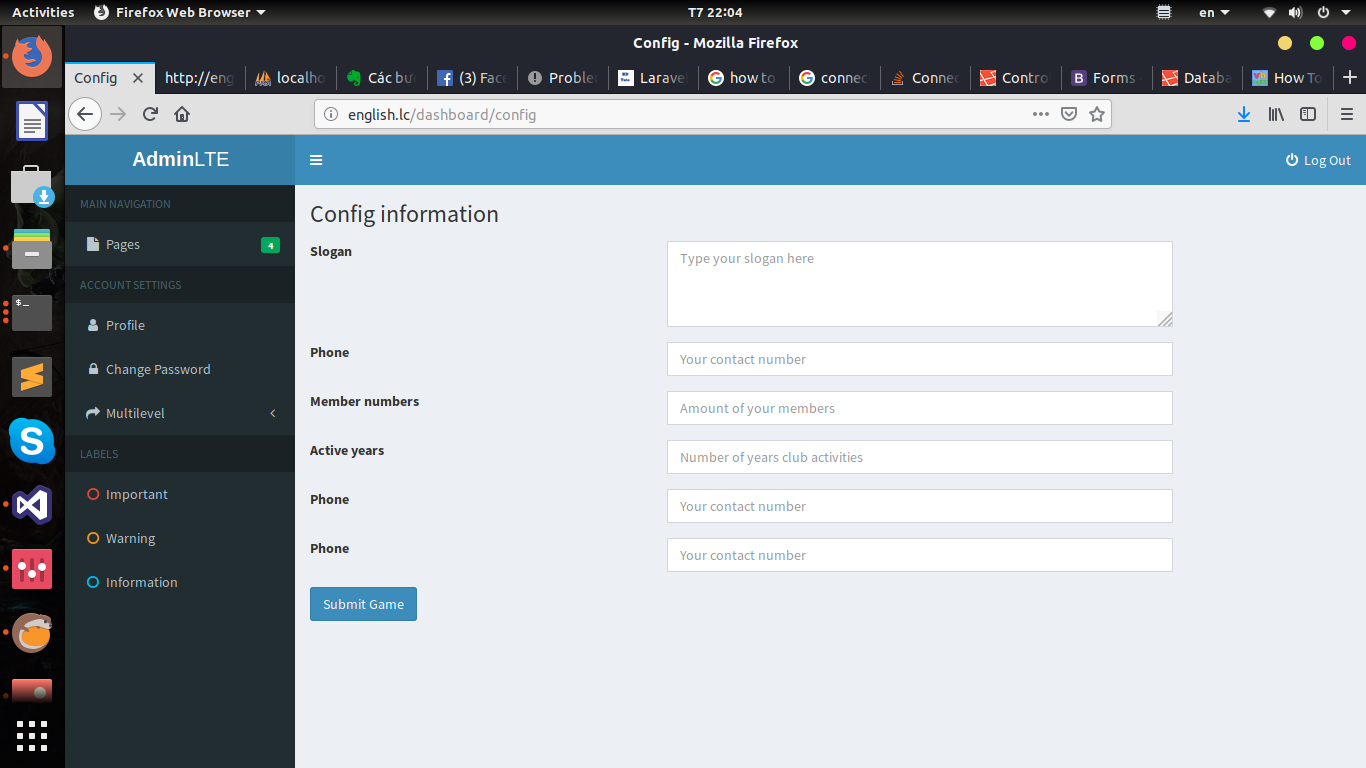 Activities Firefox Web Browser T7 22:04 en
Config - Mozilla Firefox
Config http://eng localho Các bư (3) Face Probler Larave how to connec Connec Contro Forms - Databa How To
english.lc/dashboard/config
AdminLTE
Log Out
MAIN NAVIGATION
Pages 4
ACCOUNT SETTINGS
Profile
Change Password
Multilevel
LABELS
Important
Warning
Information
Config information
Slogan Type your slogan here
Phone Your contact number
Member numbers Amount of your members
Active years Number of years club activities
Phone Your contact number
Phone Your contact number
Submit Game